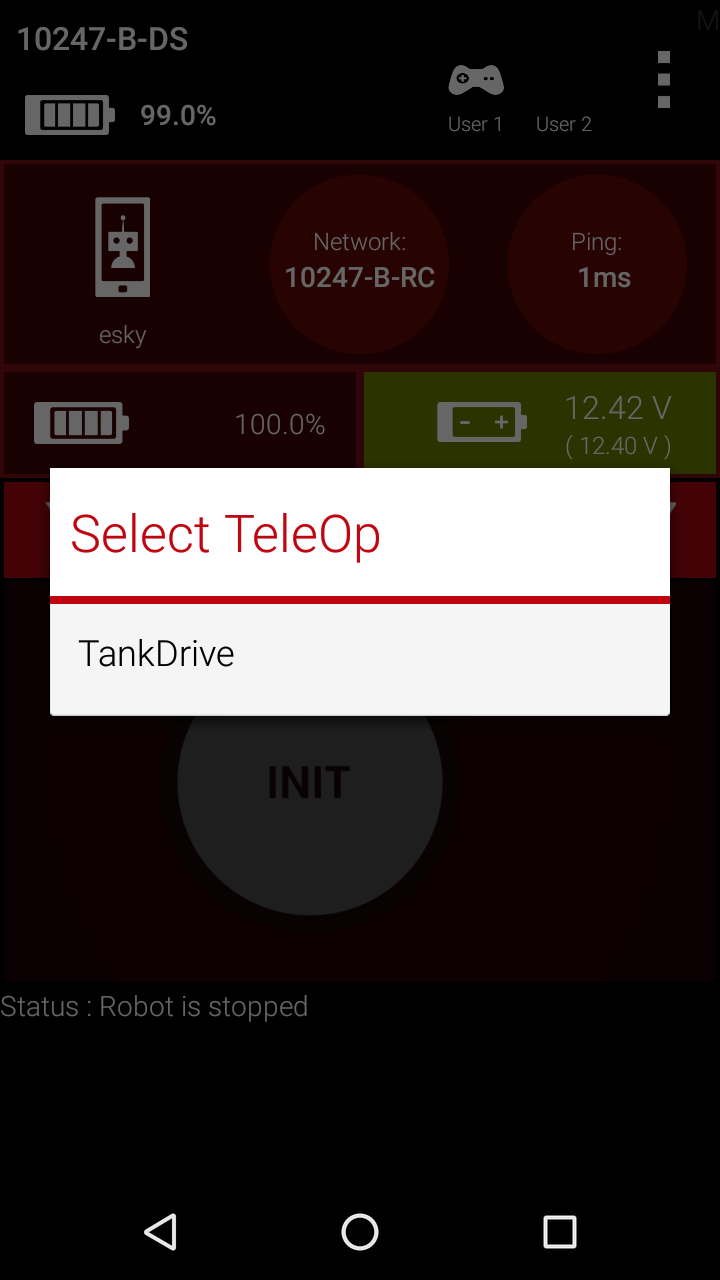 10247-B-DS
M
99.0%
User 1
User 2
Network:
10247-B-RC
Ping:
1ms
esky
100.0%
12.42 V
( 12.40 V )
Select TeleOp
TankDrive
INIT
Status : Robot is stopped